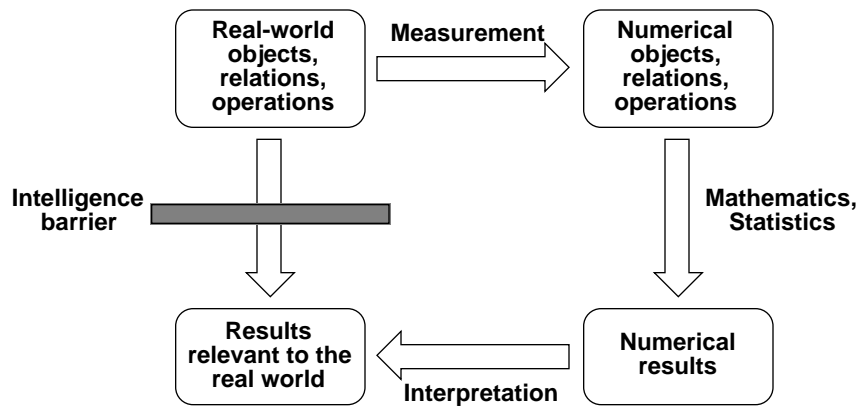 Real-world
objects,
relations,
operations
Measurement
Numerical
objects,
relations,
operations
Intelligence
barrier
Mathematics,
Statistics
Results
relevant to the
real world
Interpretation
Numerical
results